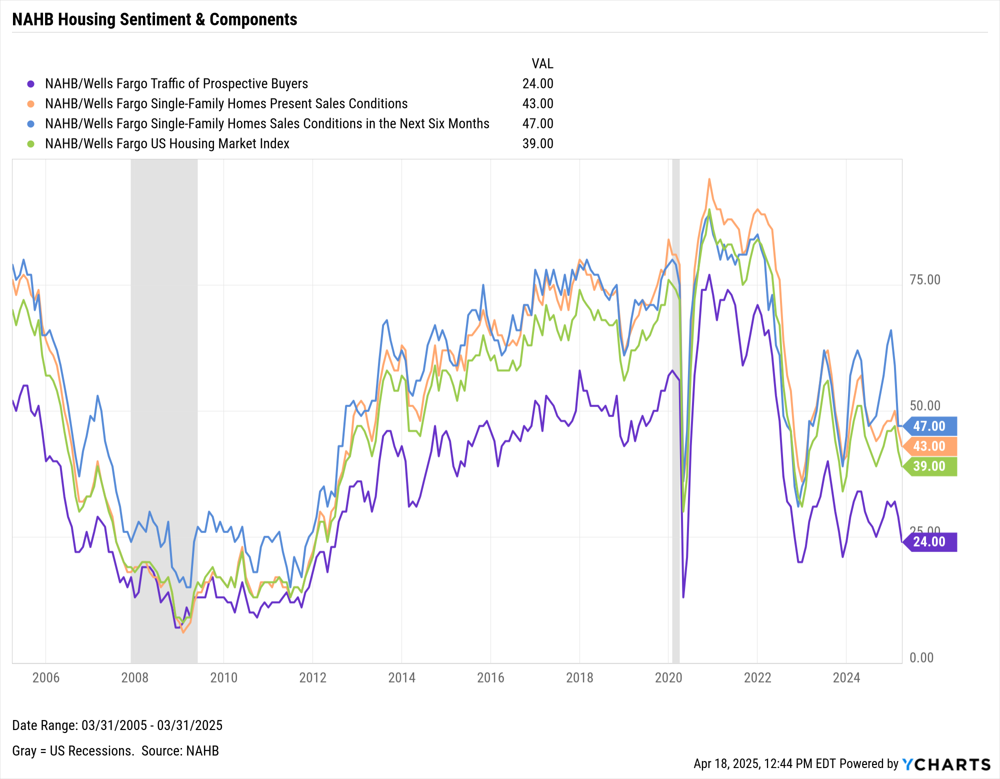 NAHB Housing Sentiment & Components
VAL
NAHB/Wells Fargo Traffic of Prospective Buyers 24.00
NAHB/Wells Fargo Single-Family Homes Present Sales Conditions 43.00
NAHB/Wells Fargo Single-Family Homes Sales Conditions in the Next Six Months 47.00
NAHB/Wells Fargo US Housing Market Index 39.00
75.00
50.00
47.00
43.00
39.00
25.00
24.00
0.00
2006 2008 2010 2012 2014 2016 2018 2020 2022 2024
Date Range: 03/31/2005 - 03/31/2025
Gray = US Recessions. Source: NAHB
Apr 18, 2025, 12:44 PM EDT Powered by YCHARTS